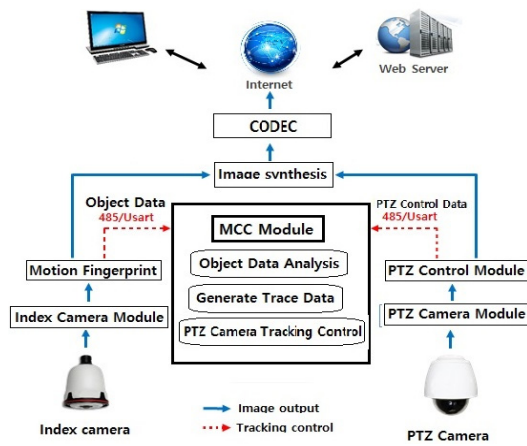 Internet
Web Server
CODEC
Image synthesis
Object Data
485/Usart
PTZ Control Data
485/Usart
MCC Module
Motion Fingerprint
Object Data Analysis
PTZ Control Module
Generate Trace Data
Index Camera Module
PTZ Camera Tracking Control
PTZ Camera Module
Index camera
Image output
Tracking control
PTZ Camera